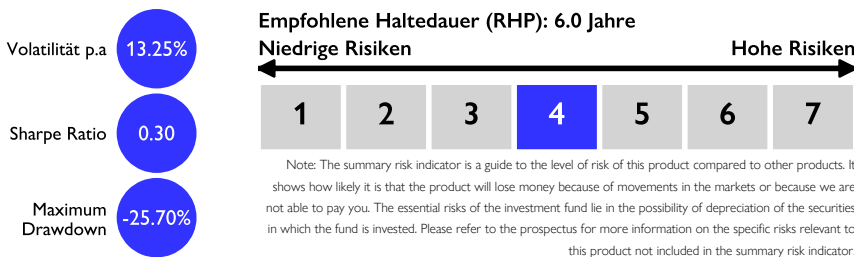 Volatilität p.a 13.25%
Sharpe Ratio 0.30
Maximum
Drawdown
-25.70%
Empfohlene Haltedauer (RHP): 6.0 Jahre
Niedrige Risiken Hohe Risiken
1 2 3 4 5 6 7
Note: The summary risk indicator is a guide to the level of risk of this product compared to other products. It
shows how likely it is that the product will lose money because of movements in the markets or because we are
not able to pay you. The essential risks of the investment fund lie in the possibility of depreciation of the securities
in which the fund is invested. Please refer to the prospectus for more information on the specific risks relevant to
this product not included in the summary risk indicator.